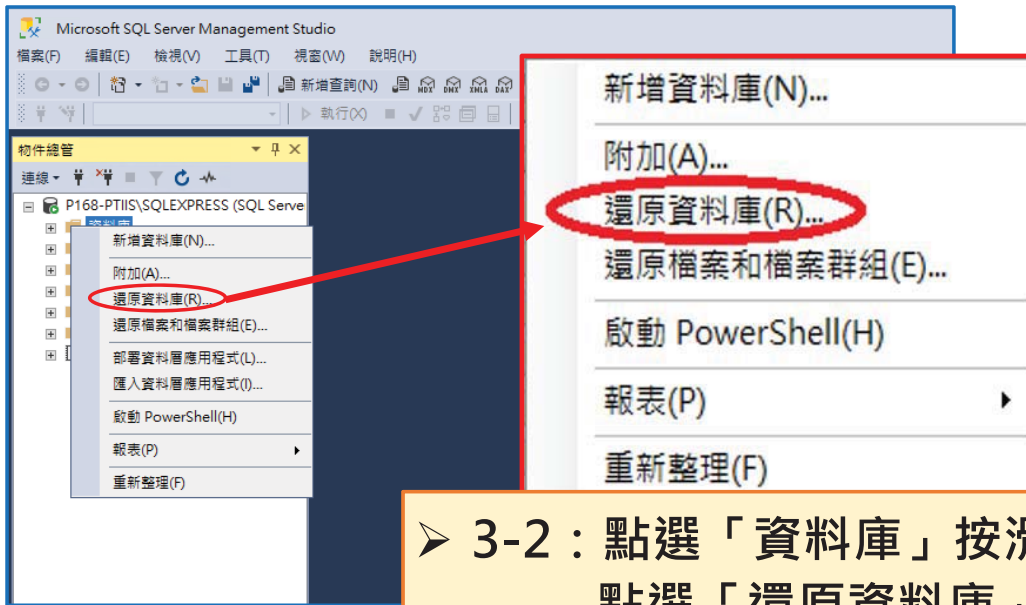 Microsoft SQL Server Management Studio
檔案(F) 編輯(E) 檢視(V) 工具(T) 視窗(W) 說明(H)
新增查詢(N) MDX DMX XMLA DAX
執行(X)
物件總管
連線
P168-PTIIS\SQLEXPRESS (SQL Serve
資料庫
新增資料庫(N)...
附加(A)...
還原資料庫(R)...
還原檔案和檔案群組(E)...
部署資料層應用程式(L)...
匯入資料層應用程式(I)...
啟動 PowerShell(H)
報表(P)
重新整理(F)
新增資料庫(N)...
附加(A)...
還原資料庫(R)...
還原檔案和檔案群組(E)...
啟動 PowerShell(H)
報表(P)
重新整理(F)
➢ 3-2：點選「資料庫」按滑
點選「還原資料庫